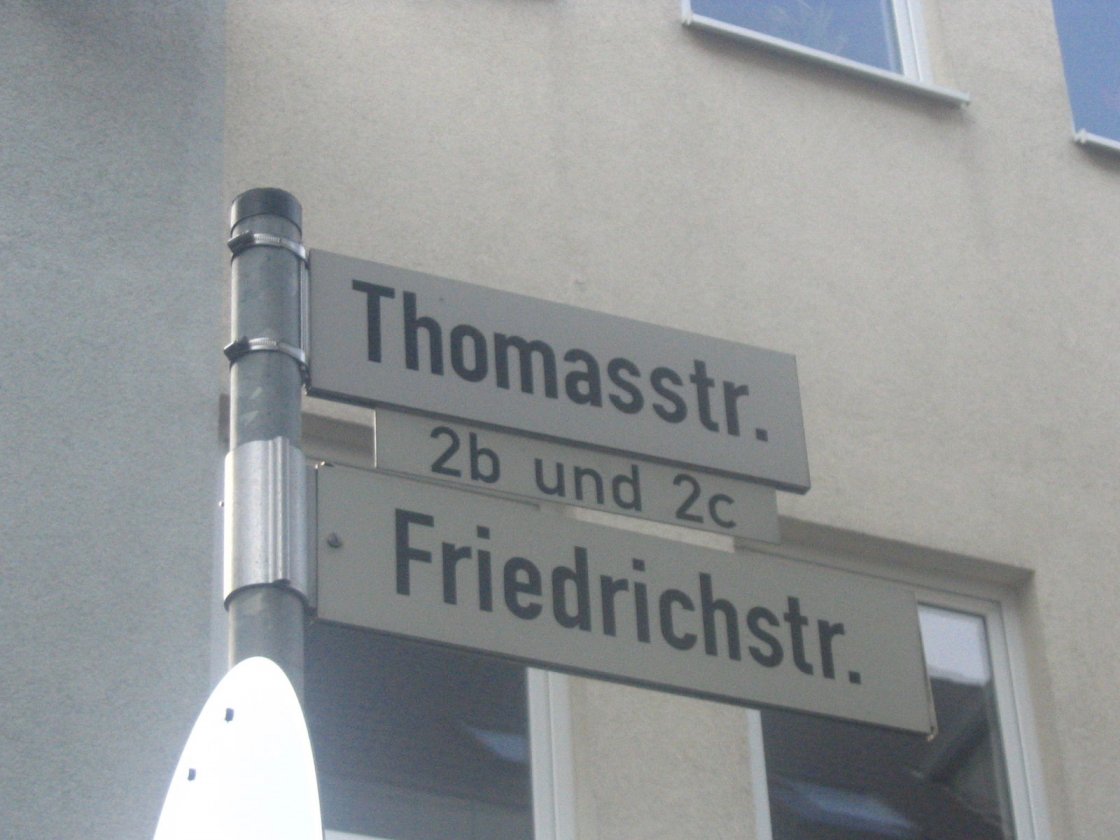 Thomasstr.
2b und 2c
Friedrichstr.